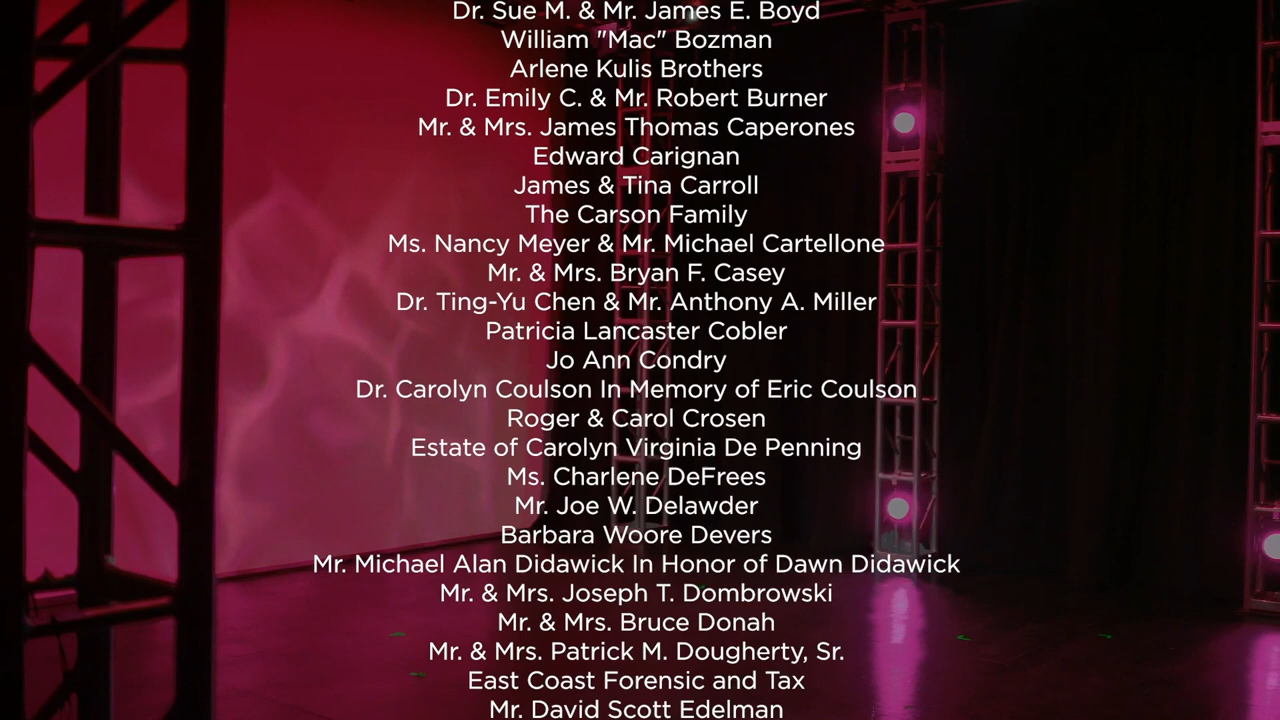 Dr. Sue M. & Mr. James E. Boyd
William "Mac" Bozman
Arlene Kulis Brothers
Dr. Emily C. & Mr. Robert Burner
Mr. & Mrs. James Thomas Caperones
Edward Carignan
James & Tina Carroll
The Carson Family
Ms. Nancy Meyer & Mr. Michael Cartellone
Mr. & Mrs. Bryan F. Casey
Dr. Ting-Yu Chen & Mr. Anthony A. Miller
Patricia Lancaster Cobler
Jo Ann Condry
Dr. Carolyn Coulson In Memory of Eric Coulson
Roger & Carol Crosen
Estate of Carolyn Virginia De Penning
Ms. Charlene DeFrees
Mr. Joe W. Delawder
Barbara Woore Devers
Mr. Michael Alan Didawick In Honor of Dawn Didawick
Mr. & Mrs. Joseph T. Dombrowski
Mr. & Mrs. Bruce Donah
Mr. & Mrs. Patrick M. Dougherty, Sr.
East Coast Forensic and Tax
Mr. David Scott Edelman